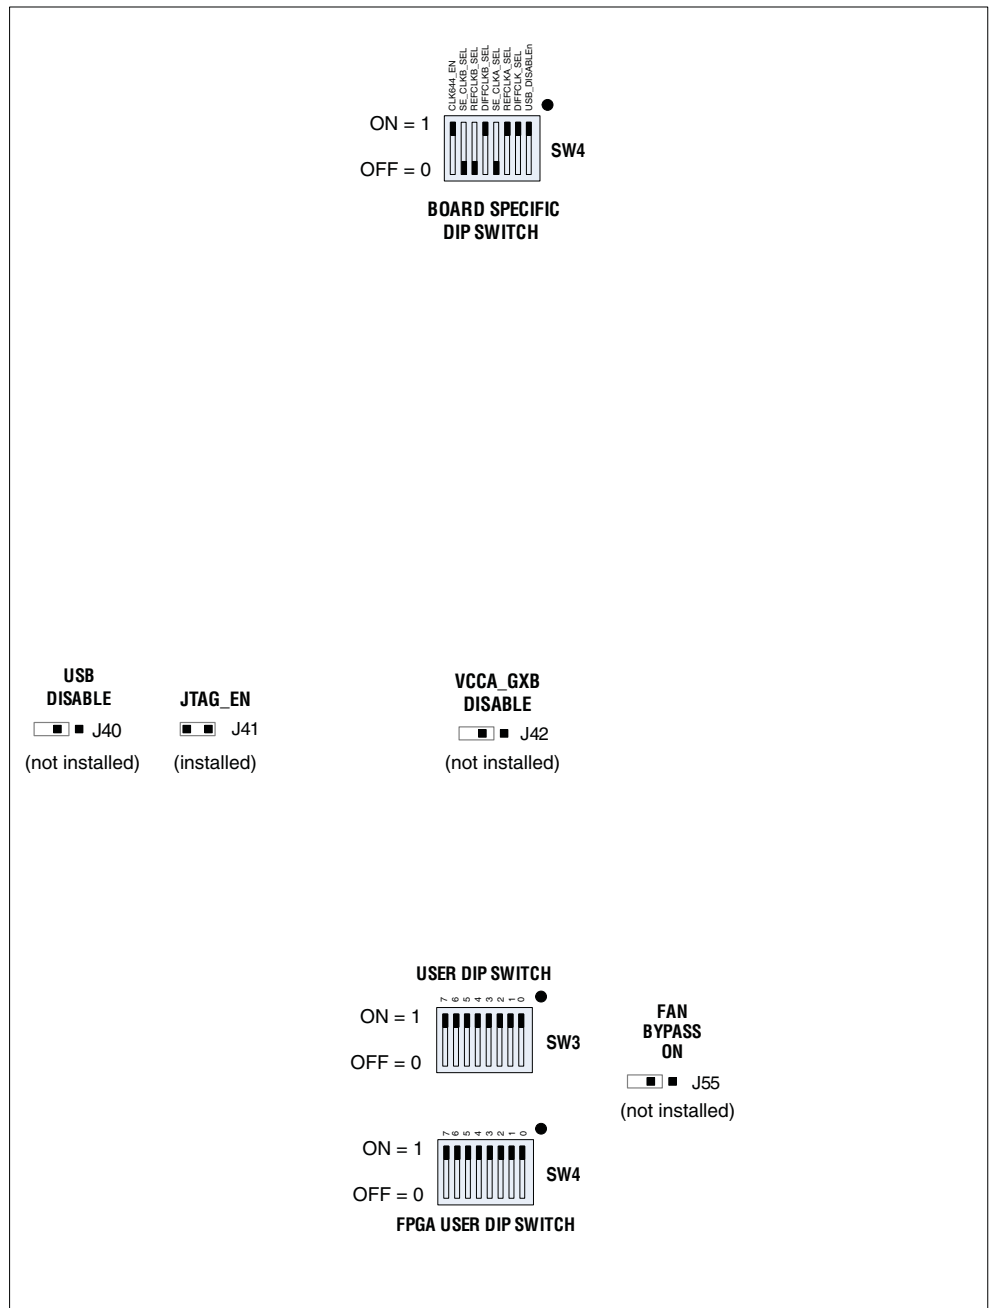 CLK644_EN
SE_CLKB_SEL
REFCLKB_SEL
DIFFCLKB_SEL
SE_CLKA_SEL
REFCLKA_SEL
DIFFCLK_SEL
USB_DISABLEn
ON = 1
OFF = 0
SW4
BOARD SPECIFIC
DIP SWITCH
USB
DISABLE
J40
(not installed)
JTAG_EN
J41
(installed)
VCCA_GXB
DISABLE
J42
(not installed)
USER DIP SWITCH
7 6 5 4 3 2 1 0
ON = 1
OFF = 0
SW3
FAN
BYPASS
ON
J55
(not installed)
7 6 5 4 3 2 1 0
ON = 1
OFF = 0
SW4
FPGA USER DIP SWITCH